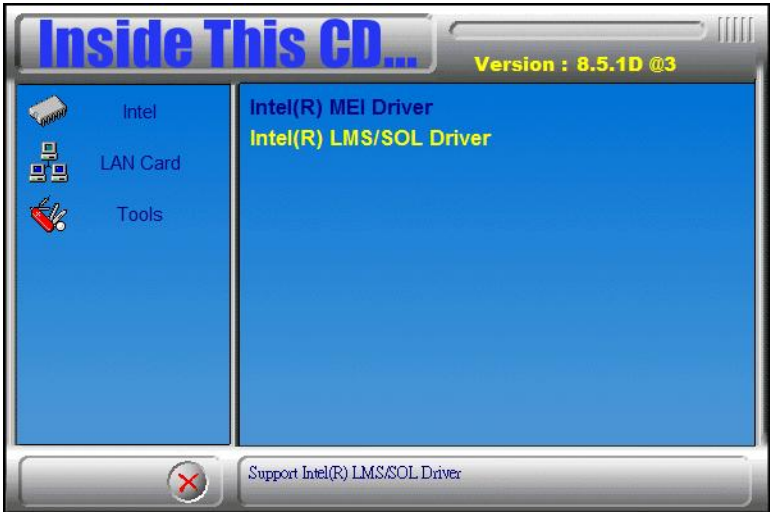 Inside This CD...
Version : 8.5.1D @3
Intel
LAN Card
Tools
Intel(R) MEI Driver
Intel(R) LMS/SOL Driver
Support Intel(R) LMS/SOL Driver